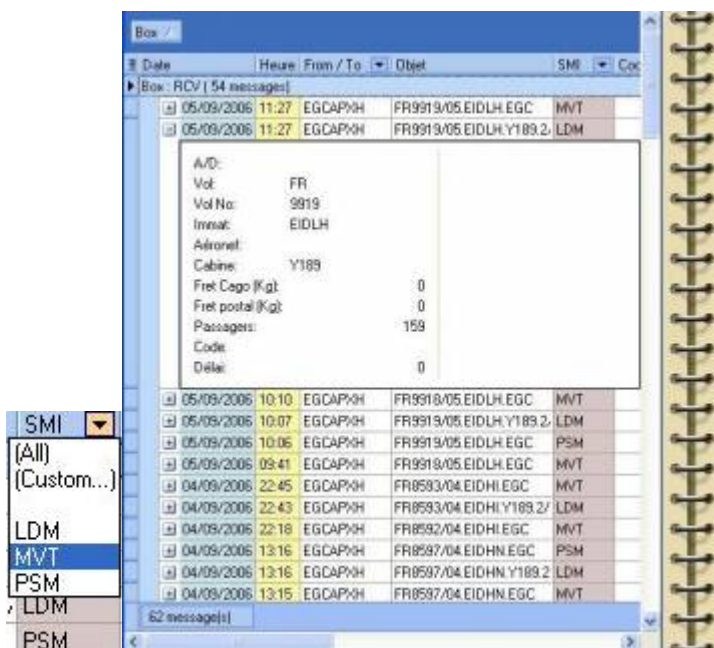 Box
Date Heure From / To Objet SMI
Box : RCV ( 54 messages)
05/09/2006 11:27 EGCAPXH FR9919/05.EIDLH.EGC MVT
05/09/2006 11:27 EGCAPXH FR9919/05.EIDLH.Y189.2/ LDM
A/D:
Vol: FR
Vol No: 9919
Immat: EIDLH
Aéronef:
Cabine: Y189
Fret Cago (Kg): 0
Fret postal (Kg): 0
Passagers: 159
Code:
Délai: 0
05/09/2006 10:10 EGCAPXH FR9918/05.EIDLH.EGC MVT
05/09/2006 10:07 EGCAPXH FR9919/05.EIDLH.Y189.2/ LDM
05/09/2006 10:06 EGCAPXH FR9919/05.EIDLH.EGC PSM
05/09/2006 09:41 EGCAPXH FR9918/05.EIDLH.EGC MVT
04/09/2006 22:45 EGCAPXH FR8593/04.EIDHI.EGC MVT
04/09/2006 22:43 EGCAPXH FR8593/04.EIDHI.Y189.2/ LDM
04/09/2006 22:18 EGCAPXH FR8592/04.EIDHI.EGC MVT
04/09/2006 13:16 EGCAPXH FR8597/04.EIDHN.EGC PSM
04/09/2006 13:16 EGCAPXH FR8597/04.EIDHN.Y189.2 LDM
04/09/2006 13:15 EGCAPXH FR8597/04.EIDHN.EGC MVT
62 message(s)
SMI
(All)
(Custom...)
LDM
MVT
PSM
LDM
PSM